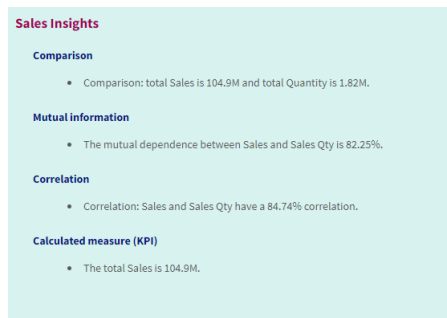 Sales Insights
Comparison
• Comparison: total Sales is 104.9M and total Quantity is 1.82M.
Mutual information
• The mutual dependence between Sales and Sales Qty is 82.25%.
Correlation
• Correlation: Sales and Sales Qty have a 84.74% correlation.
Calculated measure (KPI)
• The total Sales is 104.9M.